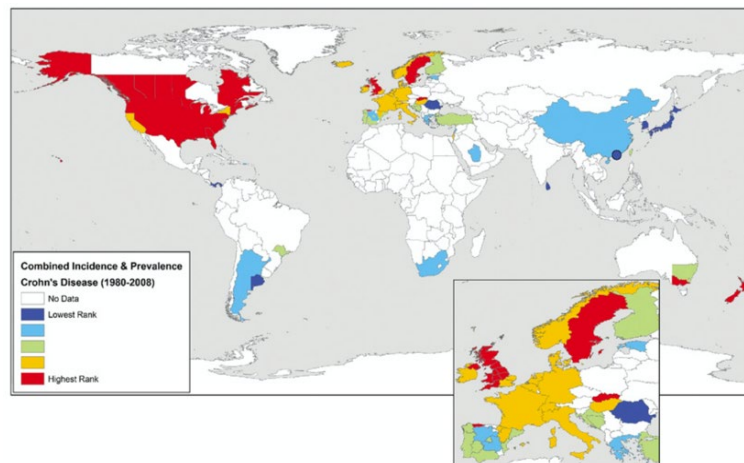 Combined Incidence & Prevalence
Crohn's Disease (1980-2008)
No Data
Lowest Rank
Highest Rank